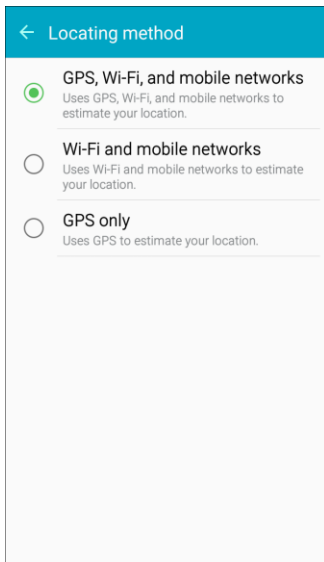 Locating method
GPS, Wi-Fi, and mobile networks
Uses GPS, Wi-Fi, and mobile networks to
estimate your location.
Wi-Fi and mobile networks
Uses Wi-Fi and mobile networks to estimate
your location.
GPS only
Uses GPS to estimate your location.